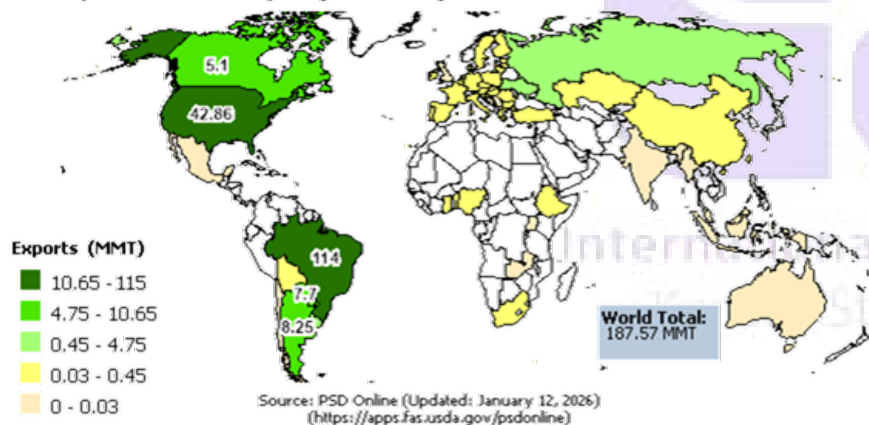 5.1
42.86
114
7.7
8.25
Exports (MMT)
10.65 - 115
4.75 - 10.65
0.45 - 4.75
0.03 - 0.45
0 - 0.03
Internationa
World Total:
187.57 MMT
Source: PSD Online (Updated: January 12, 2026)
(https://apps.fas.usda.gov/psdonline)